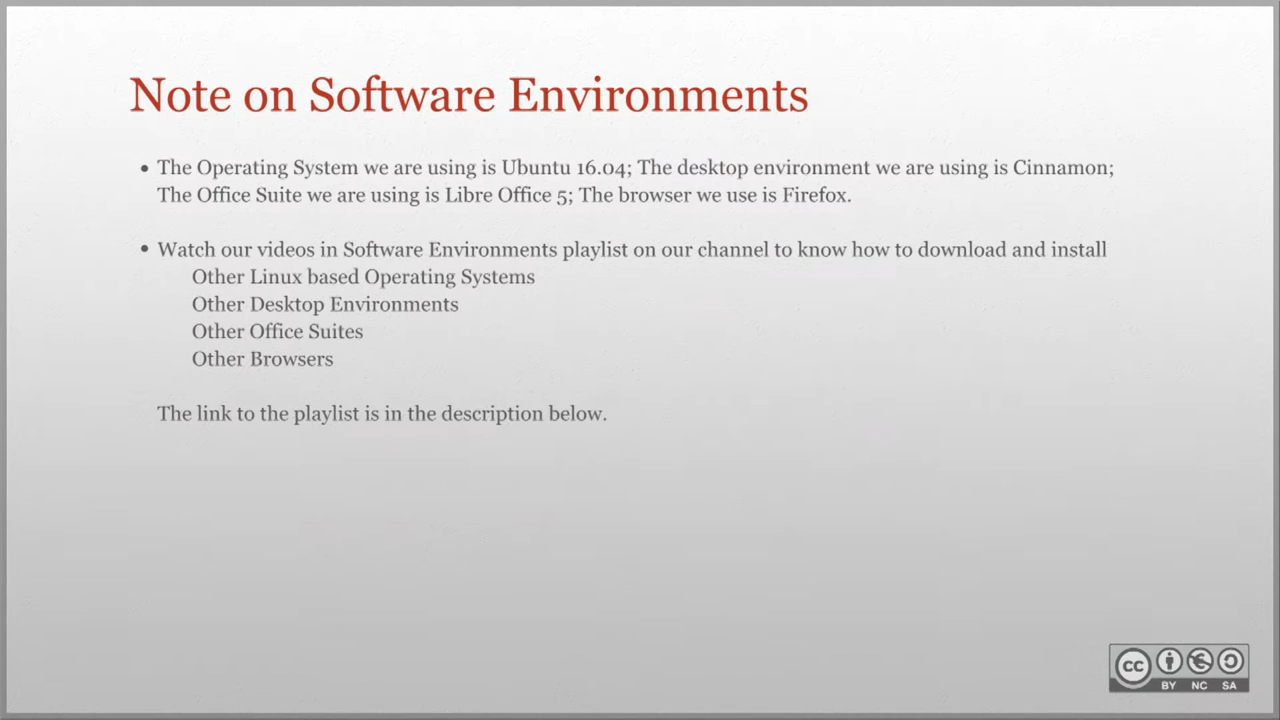 Note on Software Environments
• The Operating System we are using is Ubuntu 16.04; The desktop environment we are using is Cinnamon;
The Office Suite we are using is Libre Office 5; The browser we use is Firefox.
• Watch our videos in Software Environments playlist on our channel to know how to download and install
Other Linux based Operating Systems
Other Desktop Environments
Other Office Suites
Other Browsers
The link to the playlist is in the description below.
cc
BY NC SA